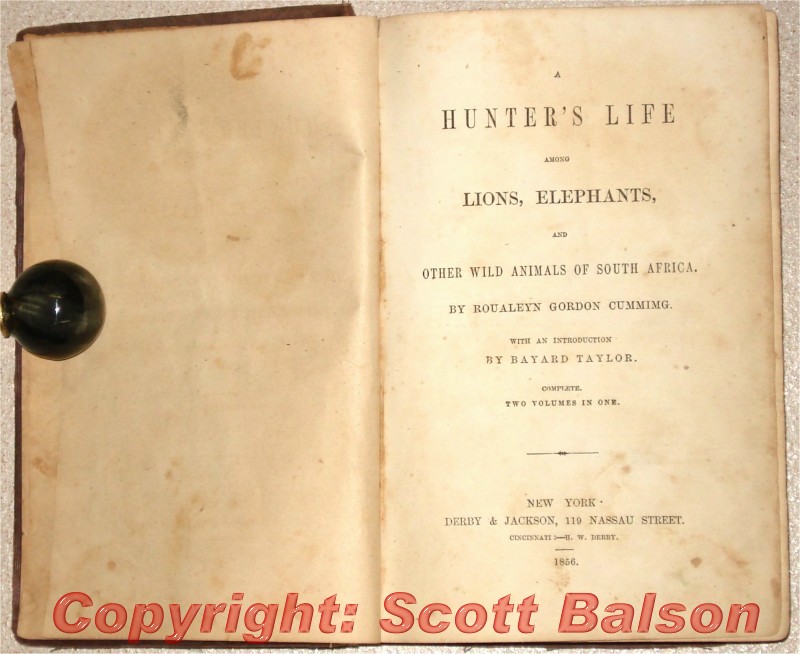 A
HUNTER'S LIFE
AMONG
LIONS, ELEPHANTS,
AND
OTHER WILD ANIMALS OF SOUTH AFRICA.
BY ROUALEYN GORDON CUMMIMG.
WITH AN INTRODUCTION
BY BAYARD TAYLOR.
COMPLETE.
TWO VOLUMES IN ONE.
NEW YORK
DERBY & JACKSON, 119 NASSAU STREET.
CINCINNATI:—H. W. DERBY.
1856.
Copyright: Scott Balson